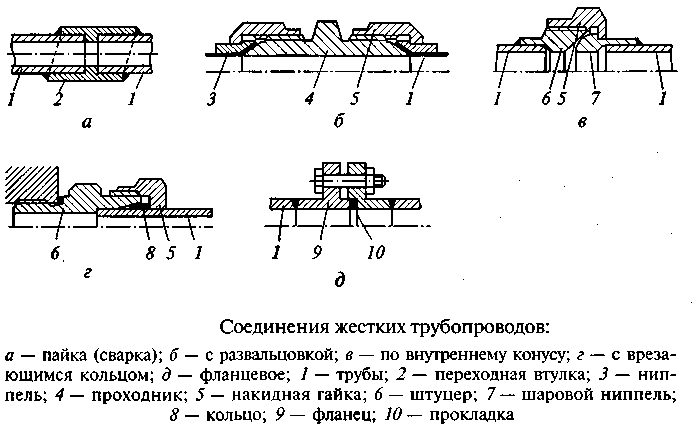 1 2 1
а
3 4 5 1
б
1 6 5 7 1
в
6 8 5 1
г
1 9 10
д
Соединения жестких трубопроводов:
а — пайка (сварка); б — с развальцовкой; в — по внутреннему конусу; г — с вреза-
ющимся кольцом; д — фланцевое; 1 — трубы; 2 — переходная втулка; 3 — нип-
пель; 4 — проходник; 5 — накидная гайка; 6 — штуцер; 7 — шаровой ниппель;
8 — кольцо; 9 — фланец; 10 — прокладка